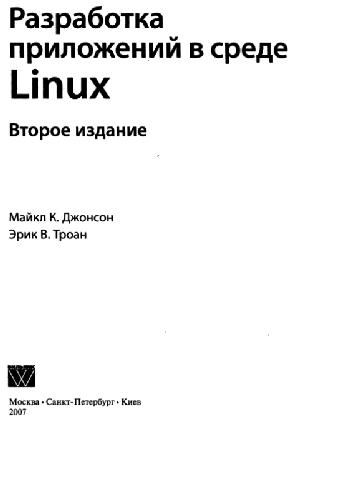 Разработка
приложений в среде
Linux
Второе издание
Майкл К. Джонсон
Эрик В. Троан
Москва • Санкт-Петербург • Киев
2007